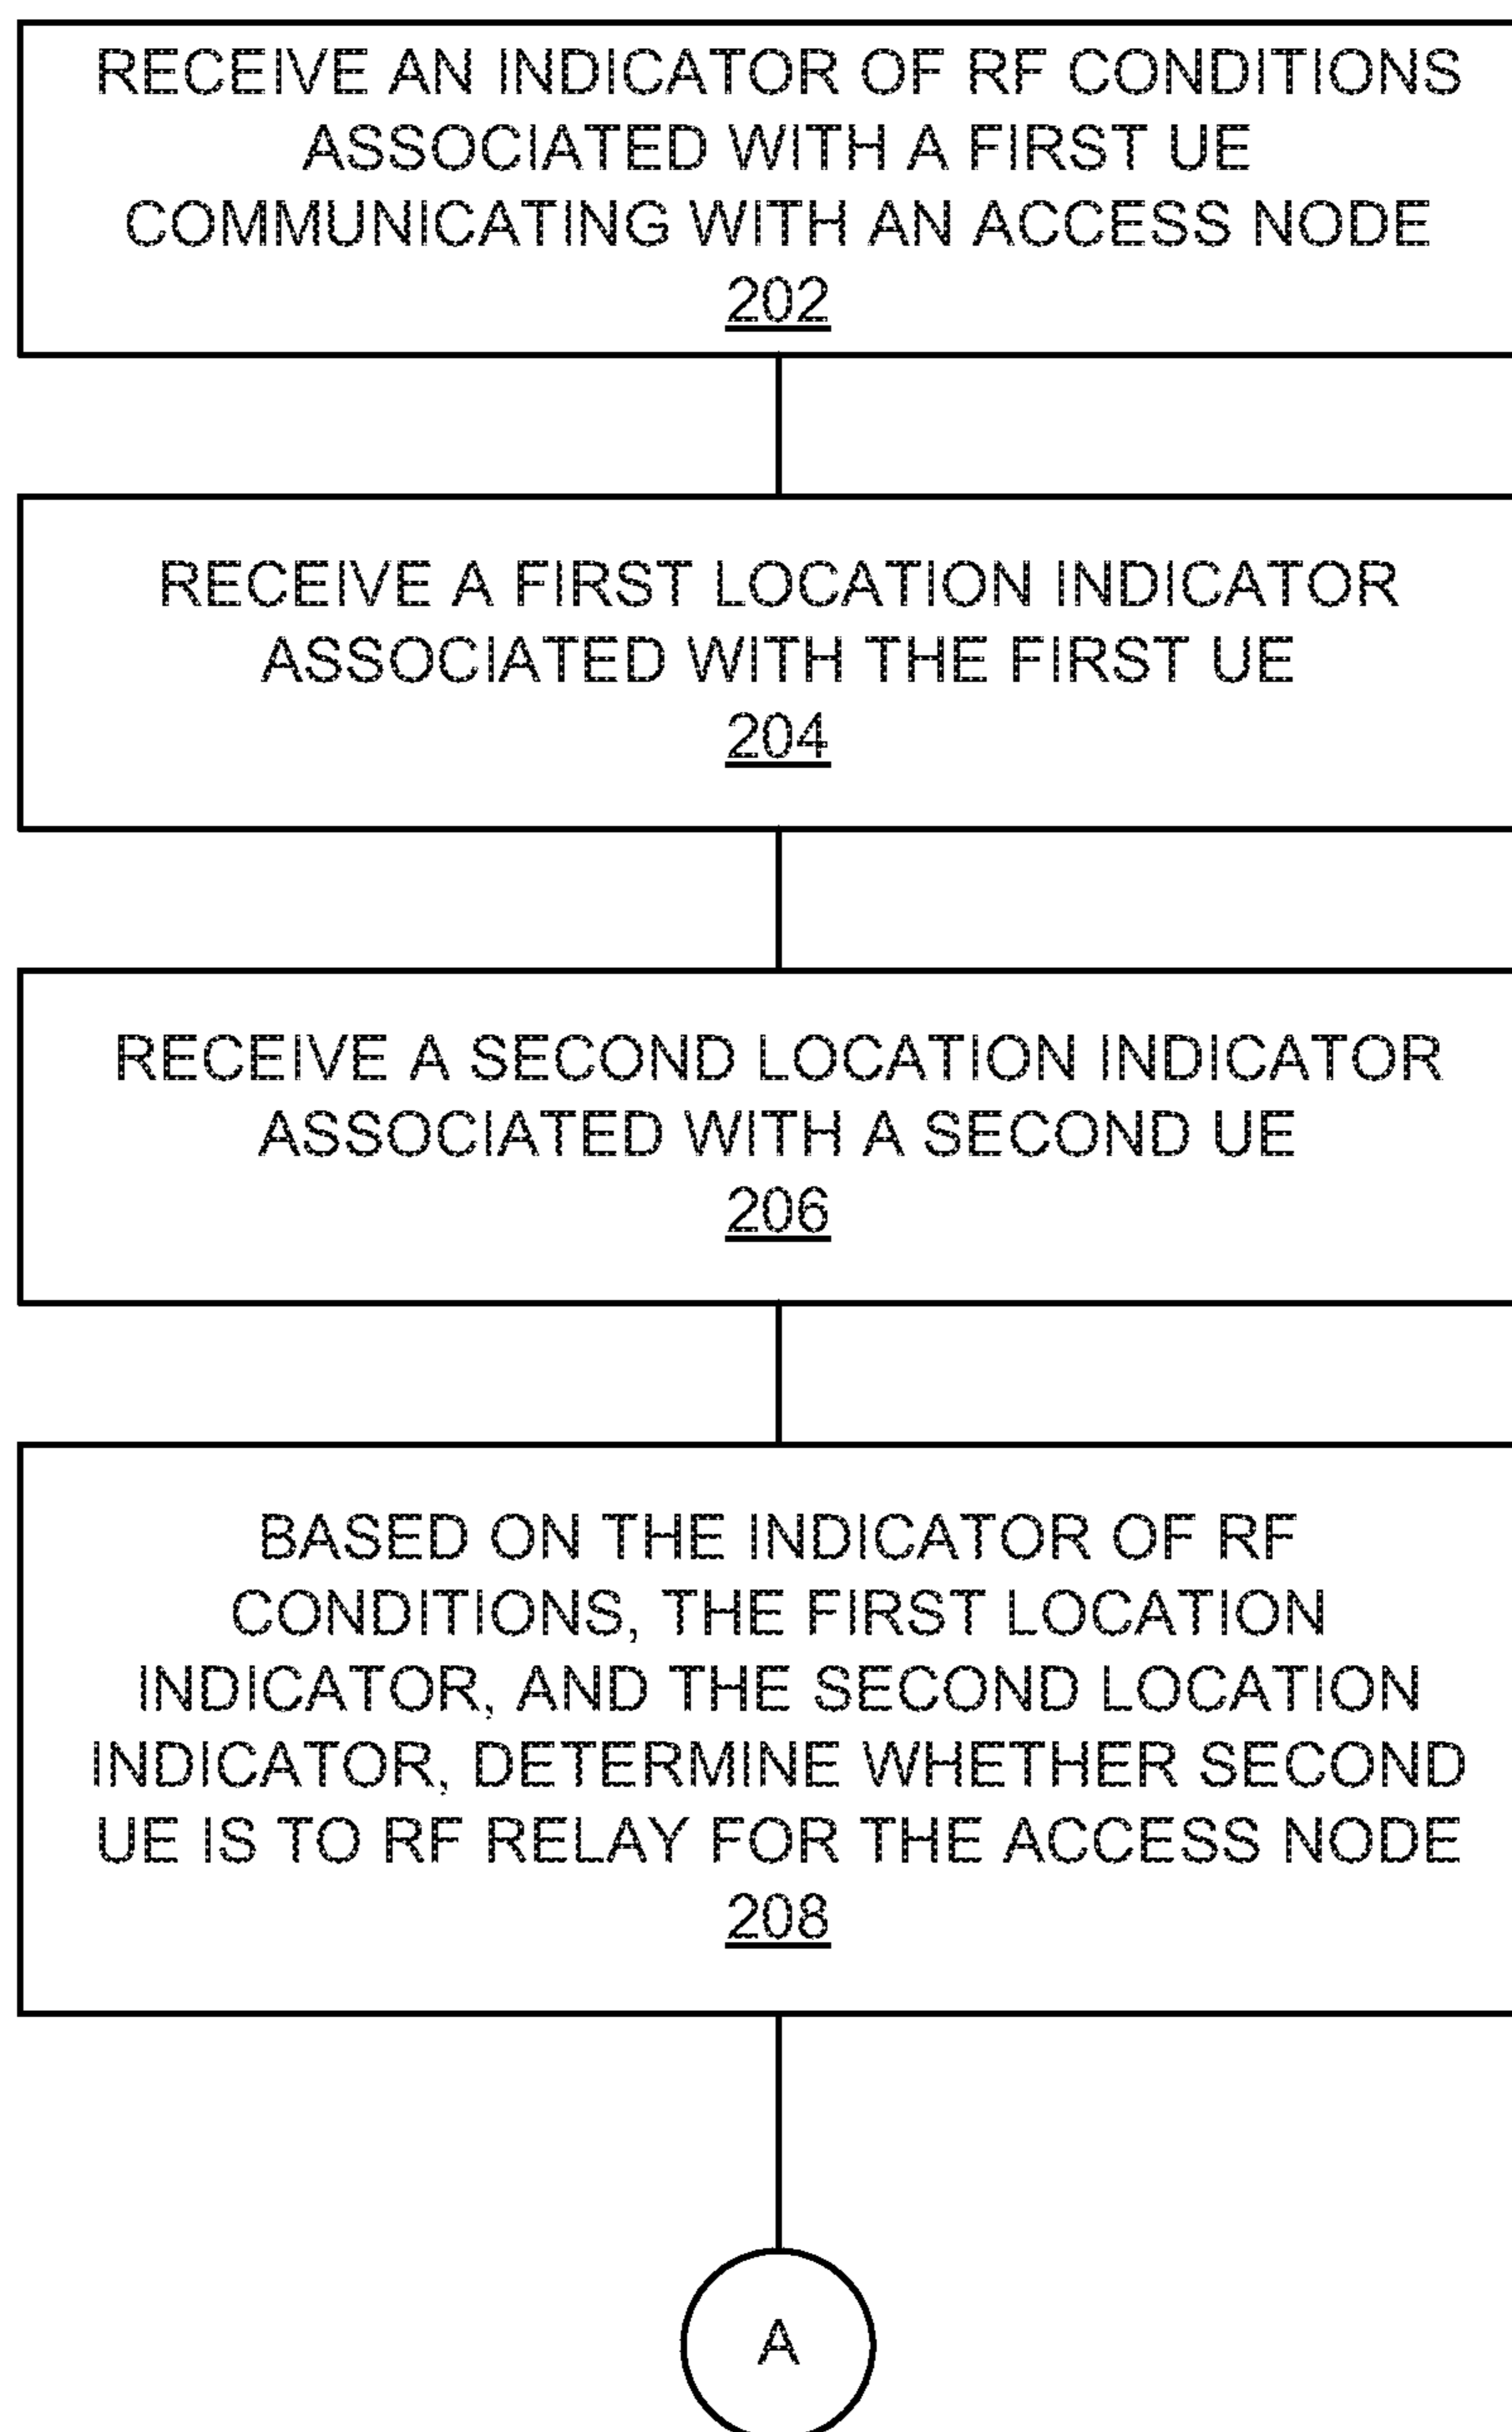 RECEIVE AN INDICATOR OF RF CONDITIONS
ASSOCIATED WITH A FIRST UE
COMMUNICATING WITH AN ACCESS NODE
202
RECEIVE A FIRST LOCATION INDICATOR
ASSOCIATED WITH THE FIRST UE
204
RECEIVE A SECOND LOCATION INDICATOR
ASSOCIATED WITH A SECOND UE
206
BASED ON THE INDICATOR OF RF
CONDITIONS, THE FIRST LOCATION
INDICATOR, AND THE SECOND LOCATION
INDICATOR, DETERMINE WHETHER SECOND
UE IS TO RF RELAY FOR THE ACCESS NODE
208
A